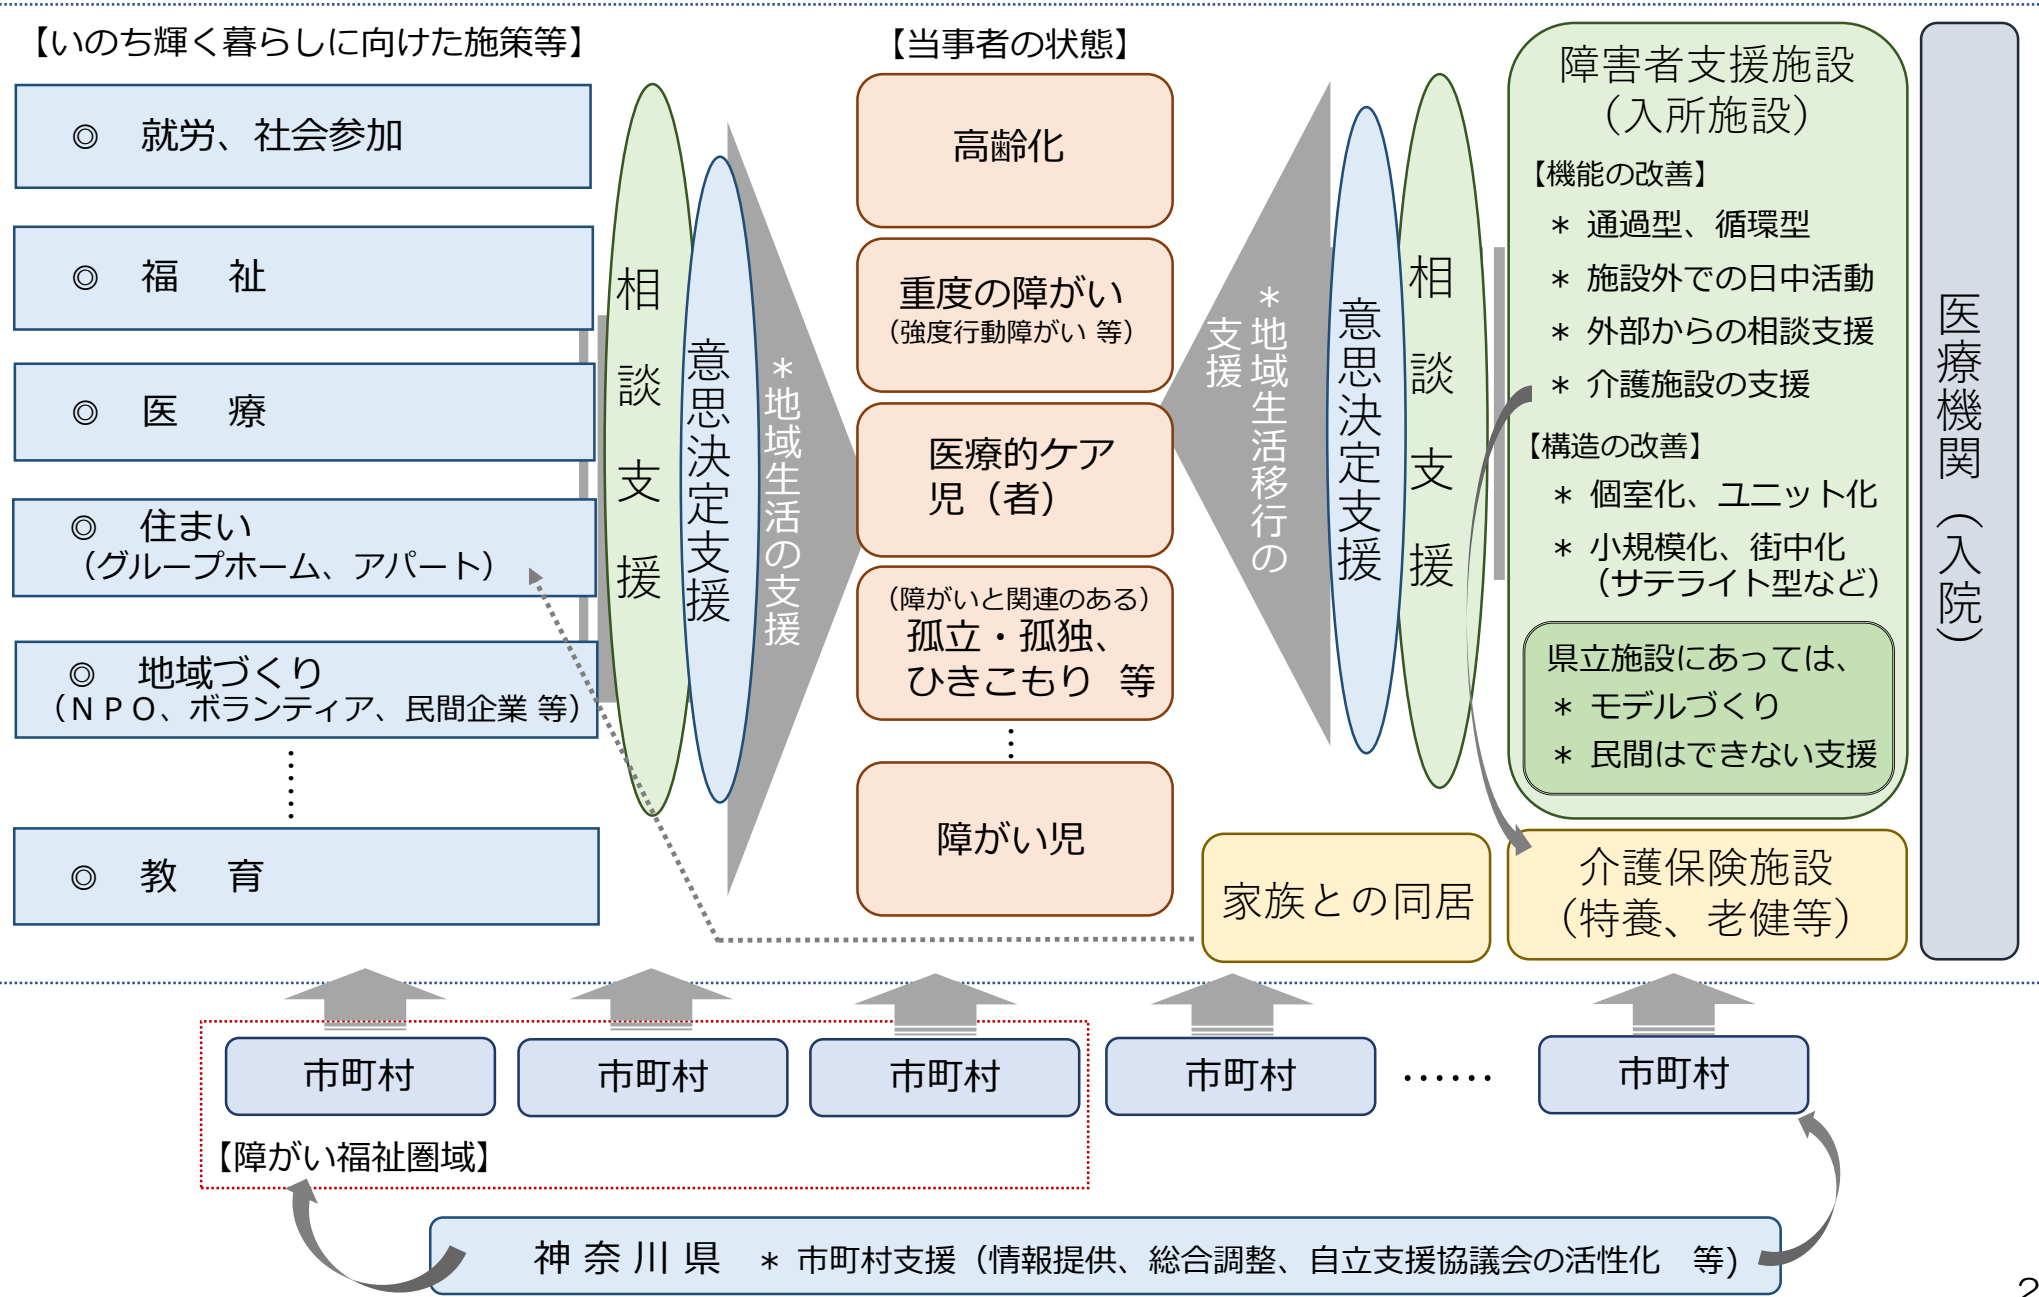 【いのち輝く暮らしに向けた施策等】
◎ 就労、社会参加
◎ 福 祉
◎ 医 療
◎ 住まい
（グループホーム、アパート）
◎ 地域づくり
（ＮＰＯ、ボランティア、民間企業 等）
……
◎ 教 育
相談支援
意思決定支援
＊地域生活の支援
【当事者の状態】
高齢化
重度の障がい
（強度行動障がい 等）
医療的ケア
児（者）
（障がいと関連のある）
孤立・孤独、
ひきこもり 等
…
障がい児
＊地域生活移行の
支援
意思決定支援
相談支援
障害者支援施設
（入所施設）
【機能の改善】
＊ 通過型、循環型
＊ 施設外での日中活動
＊ 外部からの相談支援
＊ 介護施設の支援
【構造の改善】
＊ 個室化、ユニット化
＊ 小規模化、街中化
（サテライト型など）
県立施設にあっては、
＊ モデルづくり
＊ 民間はできない支援
家族との同居
介護保険施設
（特養、老健等）
医療機関（入院）
市町村
市町村
市町村
市町村
……
市町村
【障がい福祉圏域】
神奈川県 ＊ 市町村支援（情報提供、総合調整、自立支援協議会の活性化 等）
2